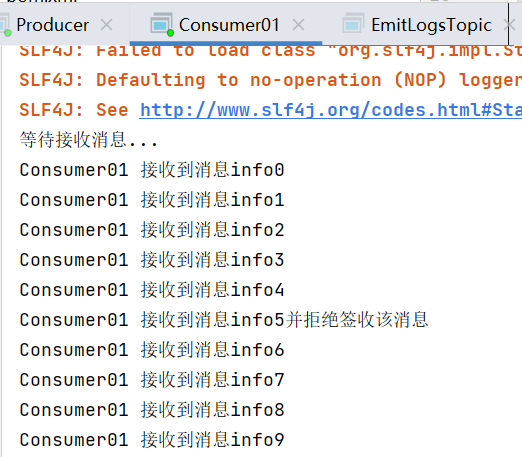 Producer
Consumer01
EmitLogsTopic
SLF4J: Failed to load class "org.slf4j.impl.St
SLF4J: Defaulting to no-operation (NOP) logger
SLF4J: See http://www.slf4j.org/codes.html#Sta
等待接收消息...
Consumer01 接收到消息info0
Consumer01 接收到消息info1
Consumer01 接收到消息info2
Consumer01 接收到消息info3
Consumer01 接收到消息info4
Consumer01 接收到消息info5并拒绝签收该消息
Consumer01 接收到消息info6
Consumer01 接收到消息info7
Consumer01 接收到消息info8
Consumer01 接收到消息info9